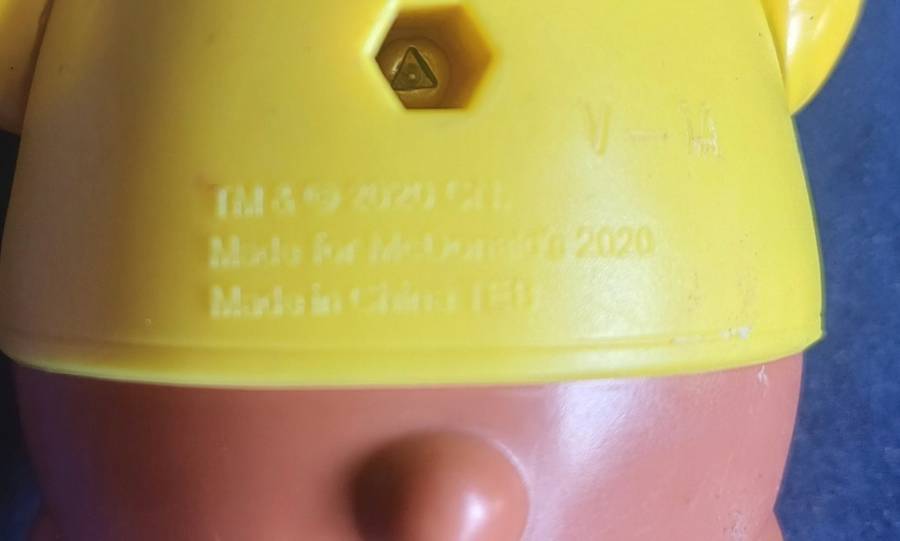 V - W
TM & © 2020
Made for McDonald's 2020
Made in China